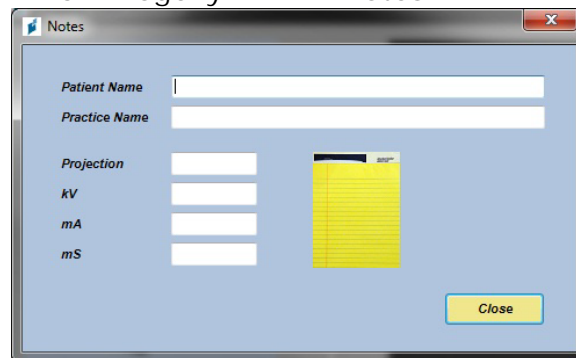 Notes
Patient Name
Practice Name
Projection
kV
mA
mS
Close